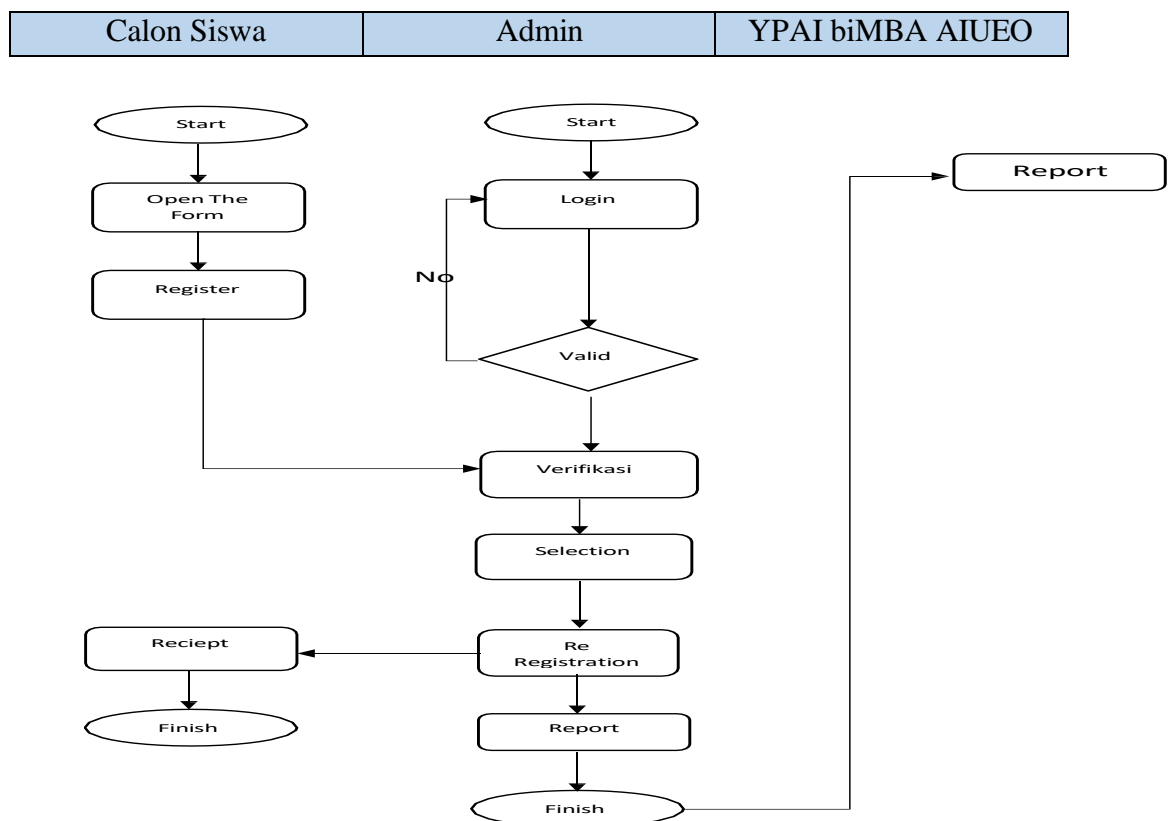 Calon Siswa
Admin
YPAI biMBA AIUEO
Start
Start
Report
Open The
Form
Login
No
Register
Valid
Verifikasi
Selection
Reciept
Re
Registration
Finish
Report
Finish